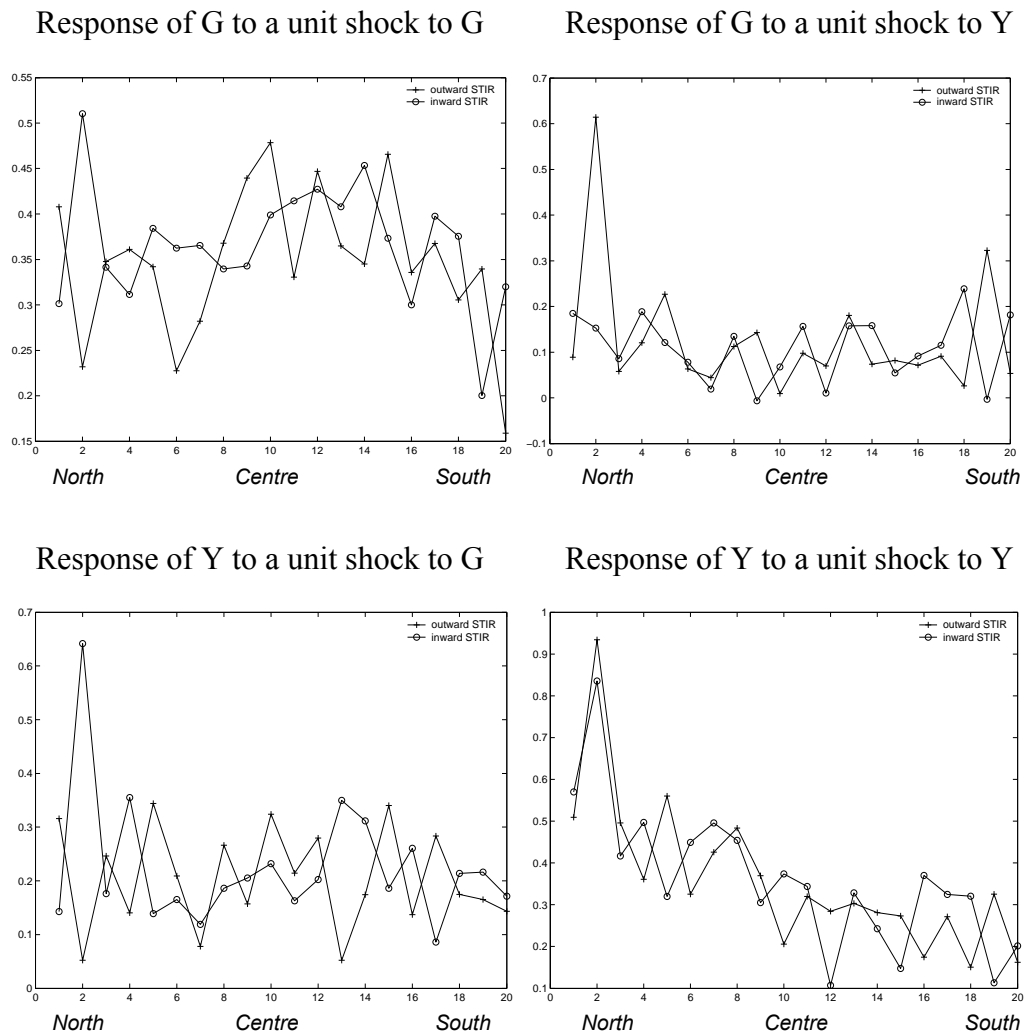 Response of G to a unit shock to G
0.55
0.5
0.45
0.4
0.35
0.3
0.25
0.2
0.15
outward STIR
inward STIR
0 2 4 6 8 10 12 14 16 18 20
North Centre South
Response of G to a unit shock to Y
0.7
0.6
0.5
0.4
0.3
0.2
0.1
0
−0.1
outward STIR
inward STIR
0 2 4 6 8 10 12 14 16 18 20
North Centre South
Response of Y to a unit shock to G
0.7
0.6
0.5
0.4
0.3
0.2
0.1
0
outward STIR
inward STIR
0 2 4 6 8 10 12 14 16 18 20
North Centre South
Response of Y to a unit shock to Y
1
0.9
0.8
0.7
0.6
0.5
0.4
0.3
0.2
0.1
outward STIR
inward STIR
0 2 4 6 8 10 12 14 16 18 20
North Centre South